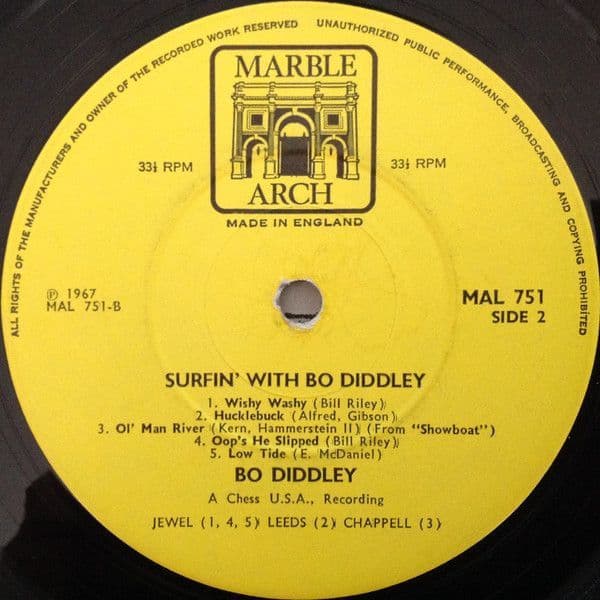 ALL RIGHTS OF THE MANUFACTURERS AND OWNER OF THE RECORDED WORK RESERVED
UNAUTHORIZED PUBLIC PERFORMANCE, BROADCASTING AND COPYING PROHIBITED
MARBLE
ARCH
33⅓ RPM
33⅓ RPM
MADE IN ENGLAND
℗ 1967
MAL 751-B
MAL 751
SIDE 2
SURFIN' WITH BO DIDDLEY
1. Wishy Washy (Bill Riley)
2. Hucklebuck (Alfred, Gibson)
3. Ol' Man River (Kern, Hammerstein II) (From "Showboat")
4. Oop's He Slipped (Bill Riley)
5. Low Tide (E. McDaniel)
BO DIDDLEY
A Chess U.S.A., Recording
JEWEL (1, 4, 5) LEEDS (2) CHAPPELL (3)